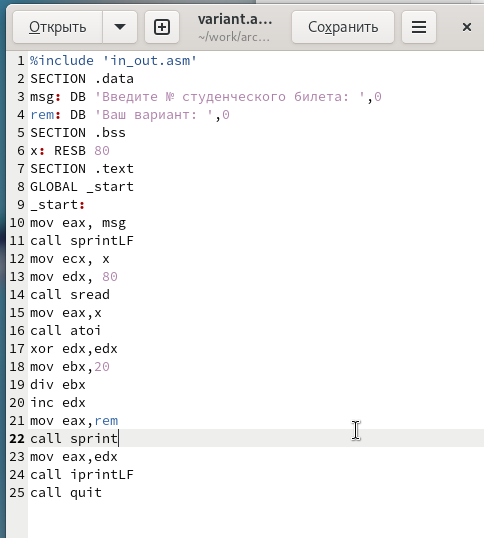 Открыть
variant.a...
~/work/arc...
Сохранить
1 %include 'in_out.asm'
2 SECTION .data
3 msg: DB 'Введите № студенческого билета: ',0
4 rem: DB 'Ваш вариант: ',0
5 SECTION .bss
6 x: RESB 80
7 SECTION .text
8 GLOBAL _start
9 _start:
10 mov eax, msg
11 call sprintLF
12 mov ecx, x
13 mov edx, 80
14 call sread
15 mov eax,x
16 call atoi
17 xor edx,edx
18 mov ebx,20
19 div ebx
20 inc edx
21 mov eax,rem
22 call sprint
23 mov eax,edx
24 call iprintLF
25 call quit